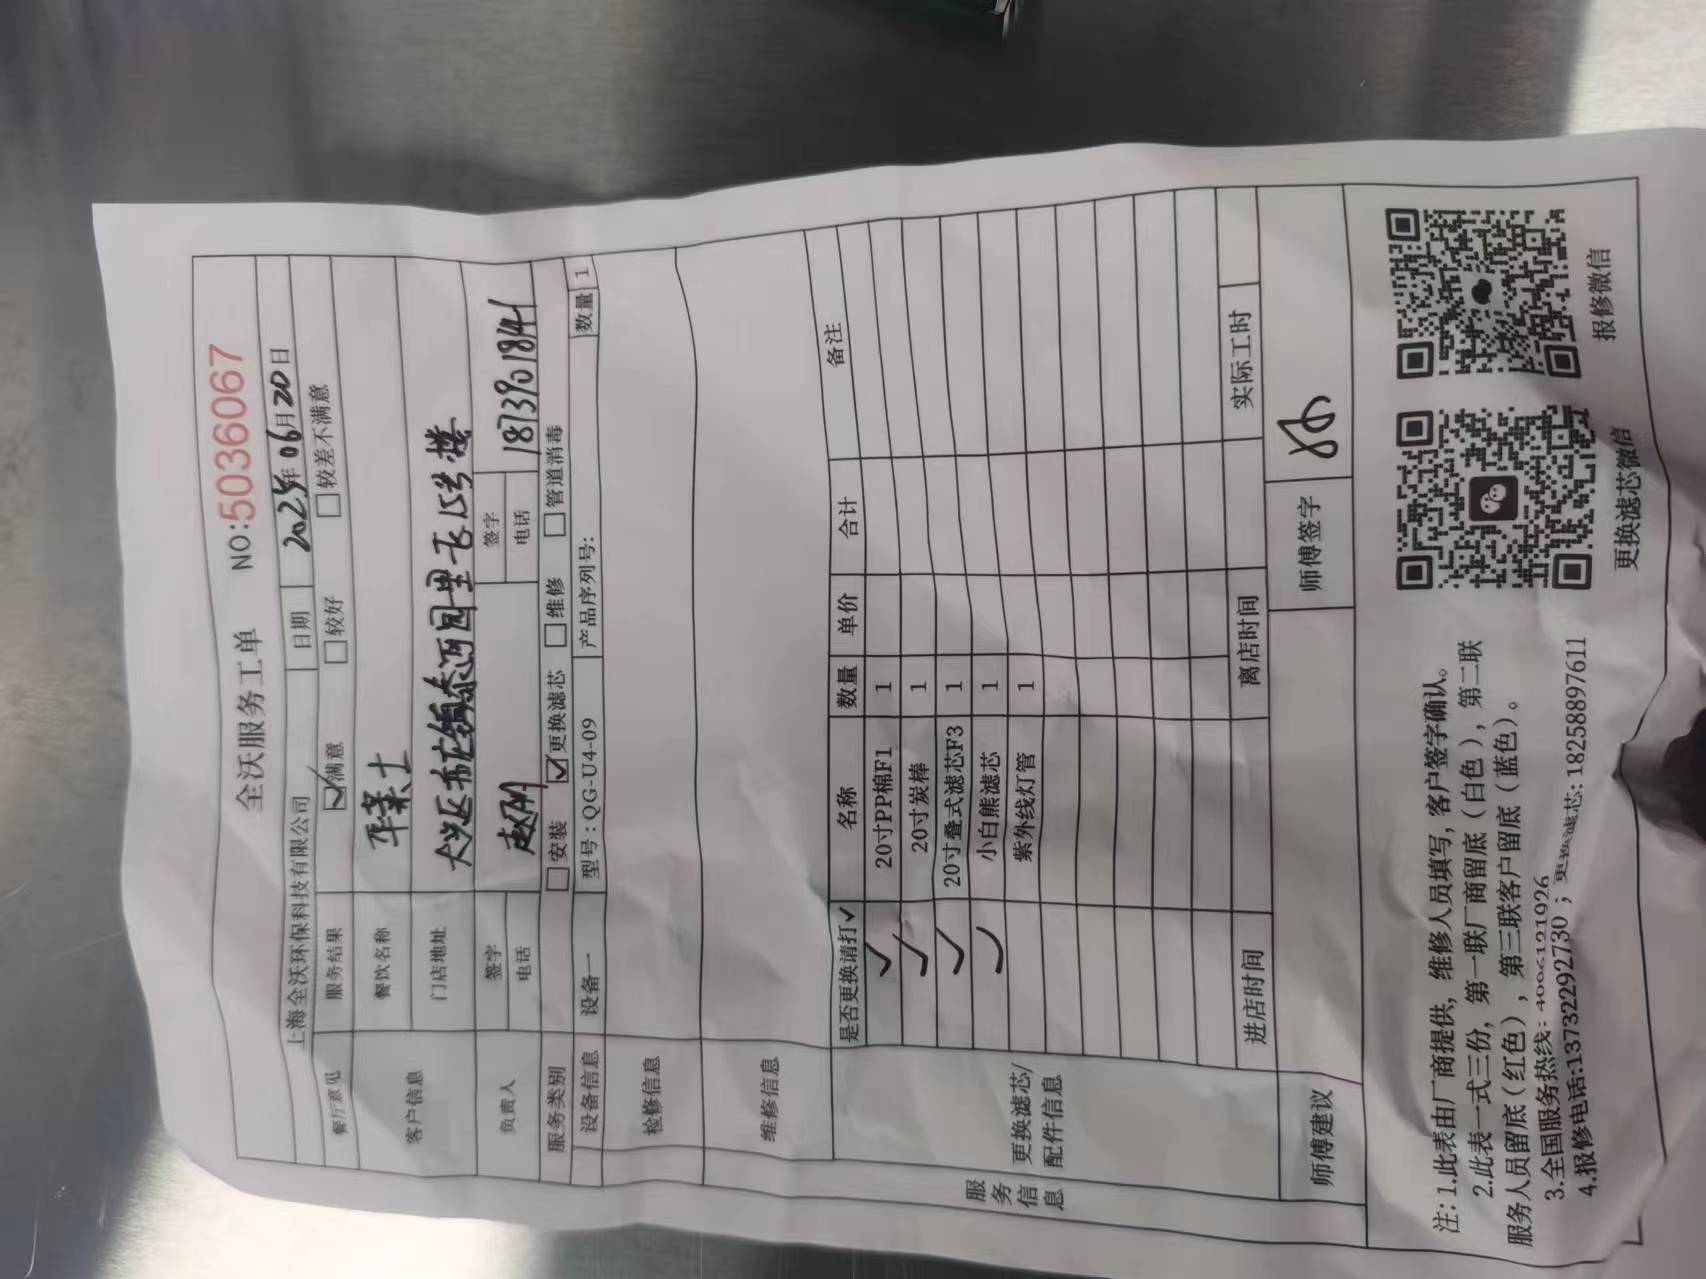 全沃服务工单 NO:5036067
上海全沃环保科技有限公司 日期 2025年06月20日
餐厅意见 服务结果 ☑满意 □较好 □较差不满意
客户信息 餐饮名称
门店地址 大兴区 15号楼
负责人 签字 签字
电话 电话 18739018141
服务类别 □安装 ☑更换滤芯 □维修 □管道消毒
设备信息 设备一 型号:QG-U4-09 产品序列号: 数量 1
检修信息
维修信息
服务信息
更换滤芯/配件信息
是否更换请打✓ 名称 数量 单价 合计 备注
✓ 20寸PP棉F1 1
✓ 20寸炭棒 1
✓ 20寸叠式滤芯F3 1
✓ 小白熊滤芯 1
紫外线灯管 1
进店时间 离店时间 实际工时
师傅建议 师傅签字
注: 1.此表由厂商提供, 维修人员填写, 客户签字确认。
2.此表一式三份, 第一联厂商留底 (白色), 第二联
服务人员留底 (红色), 第三联客户留底 (蓝色)。
3.全国服务热线: 4006121926
4.报修电话:13732292730; 更换滤芯: 18258897611
更换滤芯微信
报修微信